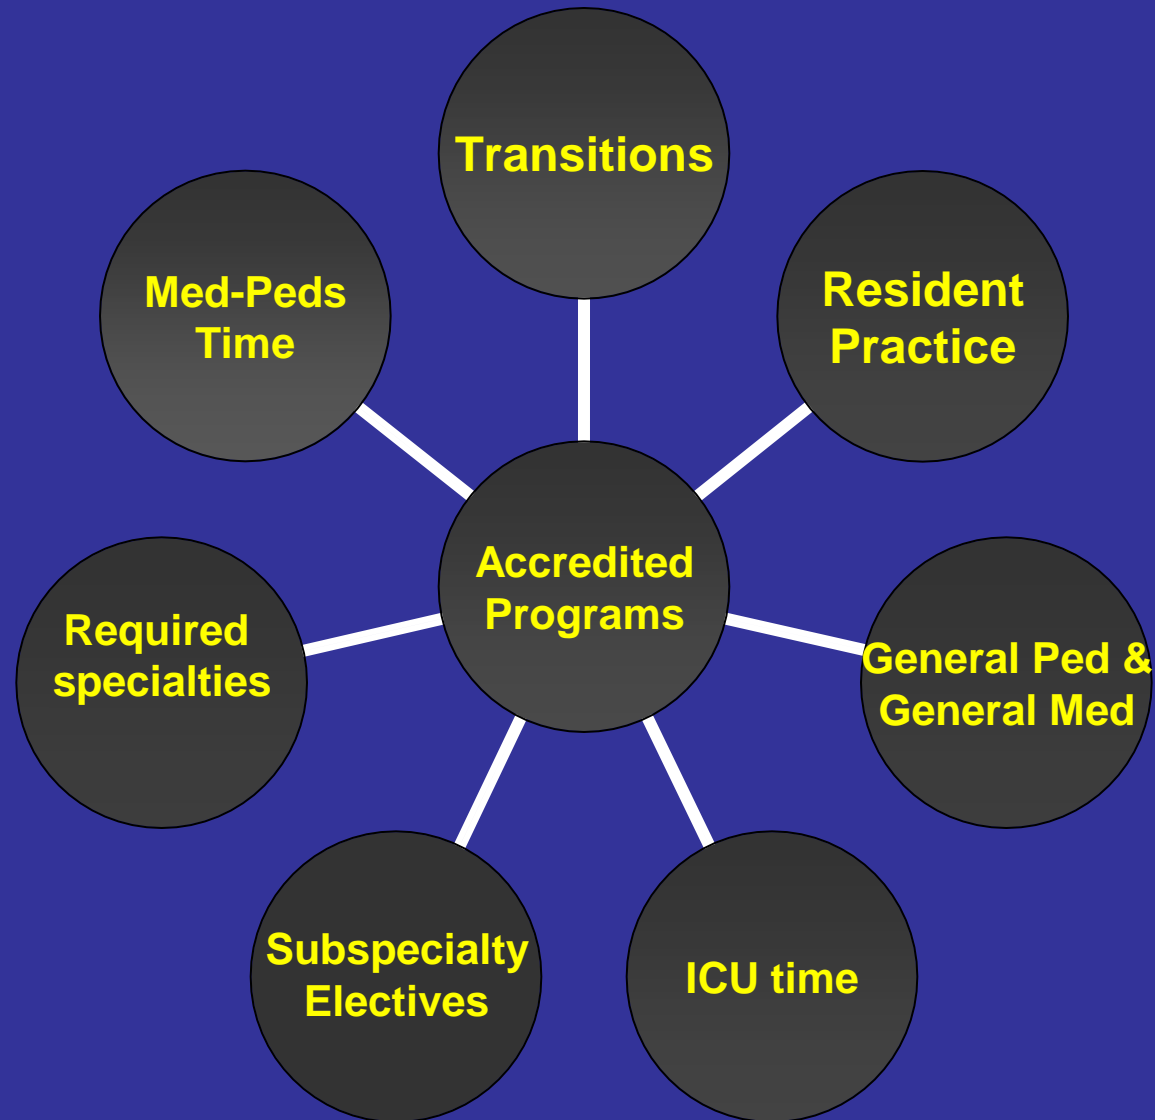 Transitions
Med-Peds
Time
Resident
Practice
Accredited
Programs
Required
specialties
General Ped &
General Med
Subspecialty
Electives
ICU time